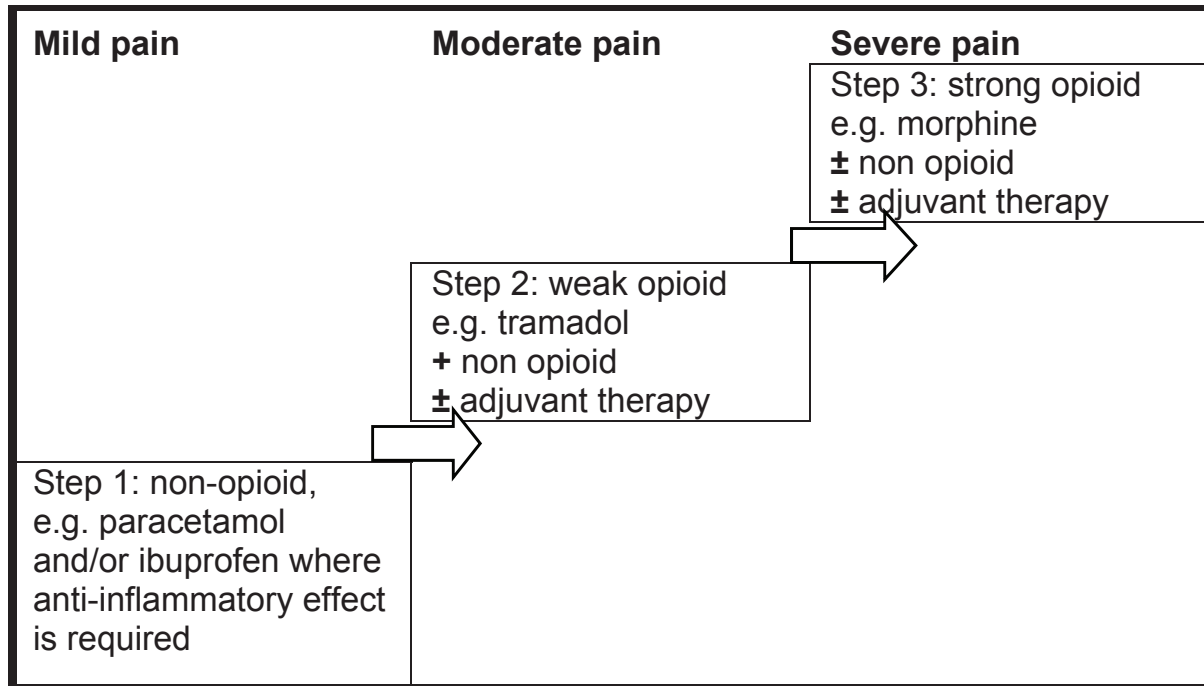 Mild pain
Moderate pain
Severe pain
Step 3: strong opioid
e.g. morphine
± non opioid
± adjuvant therapy
Step 2: weak opioid
e.g. tramadol
+ non opioid
± adjuvant therapy
Step 1: non-opioid,
e.g. paracetamol
and/or ibuprofen where
anti-inflammatory effect
is required